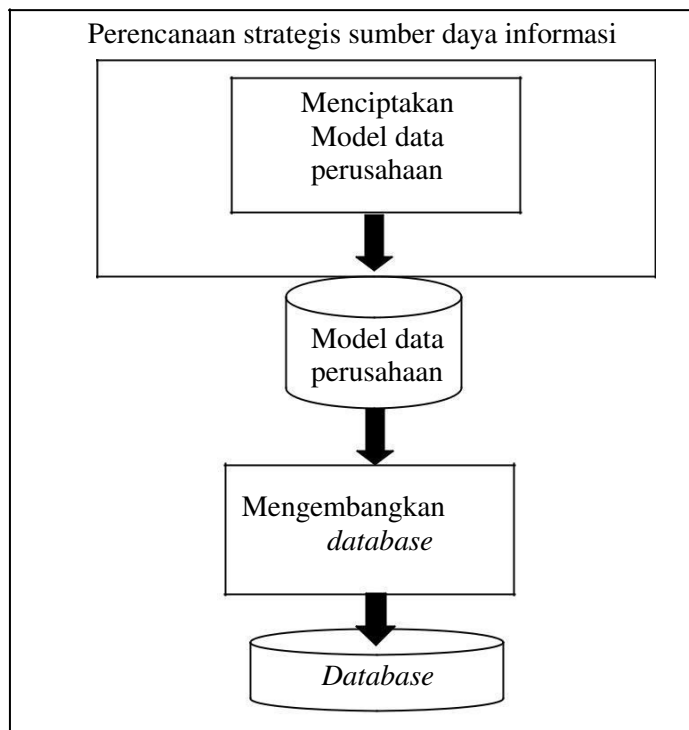 Perencanaan strategis sumber daya informasi
Menciptakan
Model data
perusahaan
Model data
perusahaan
Mengembangkan
database
Database